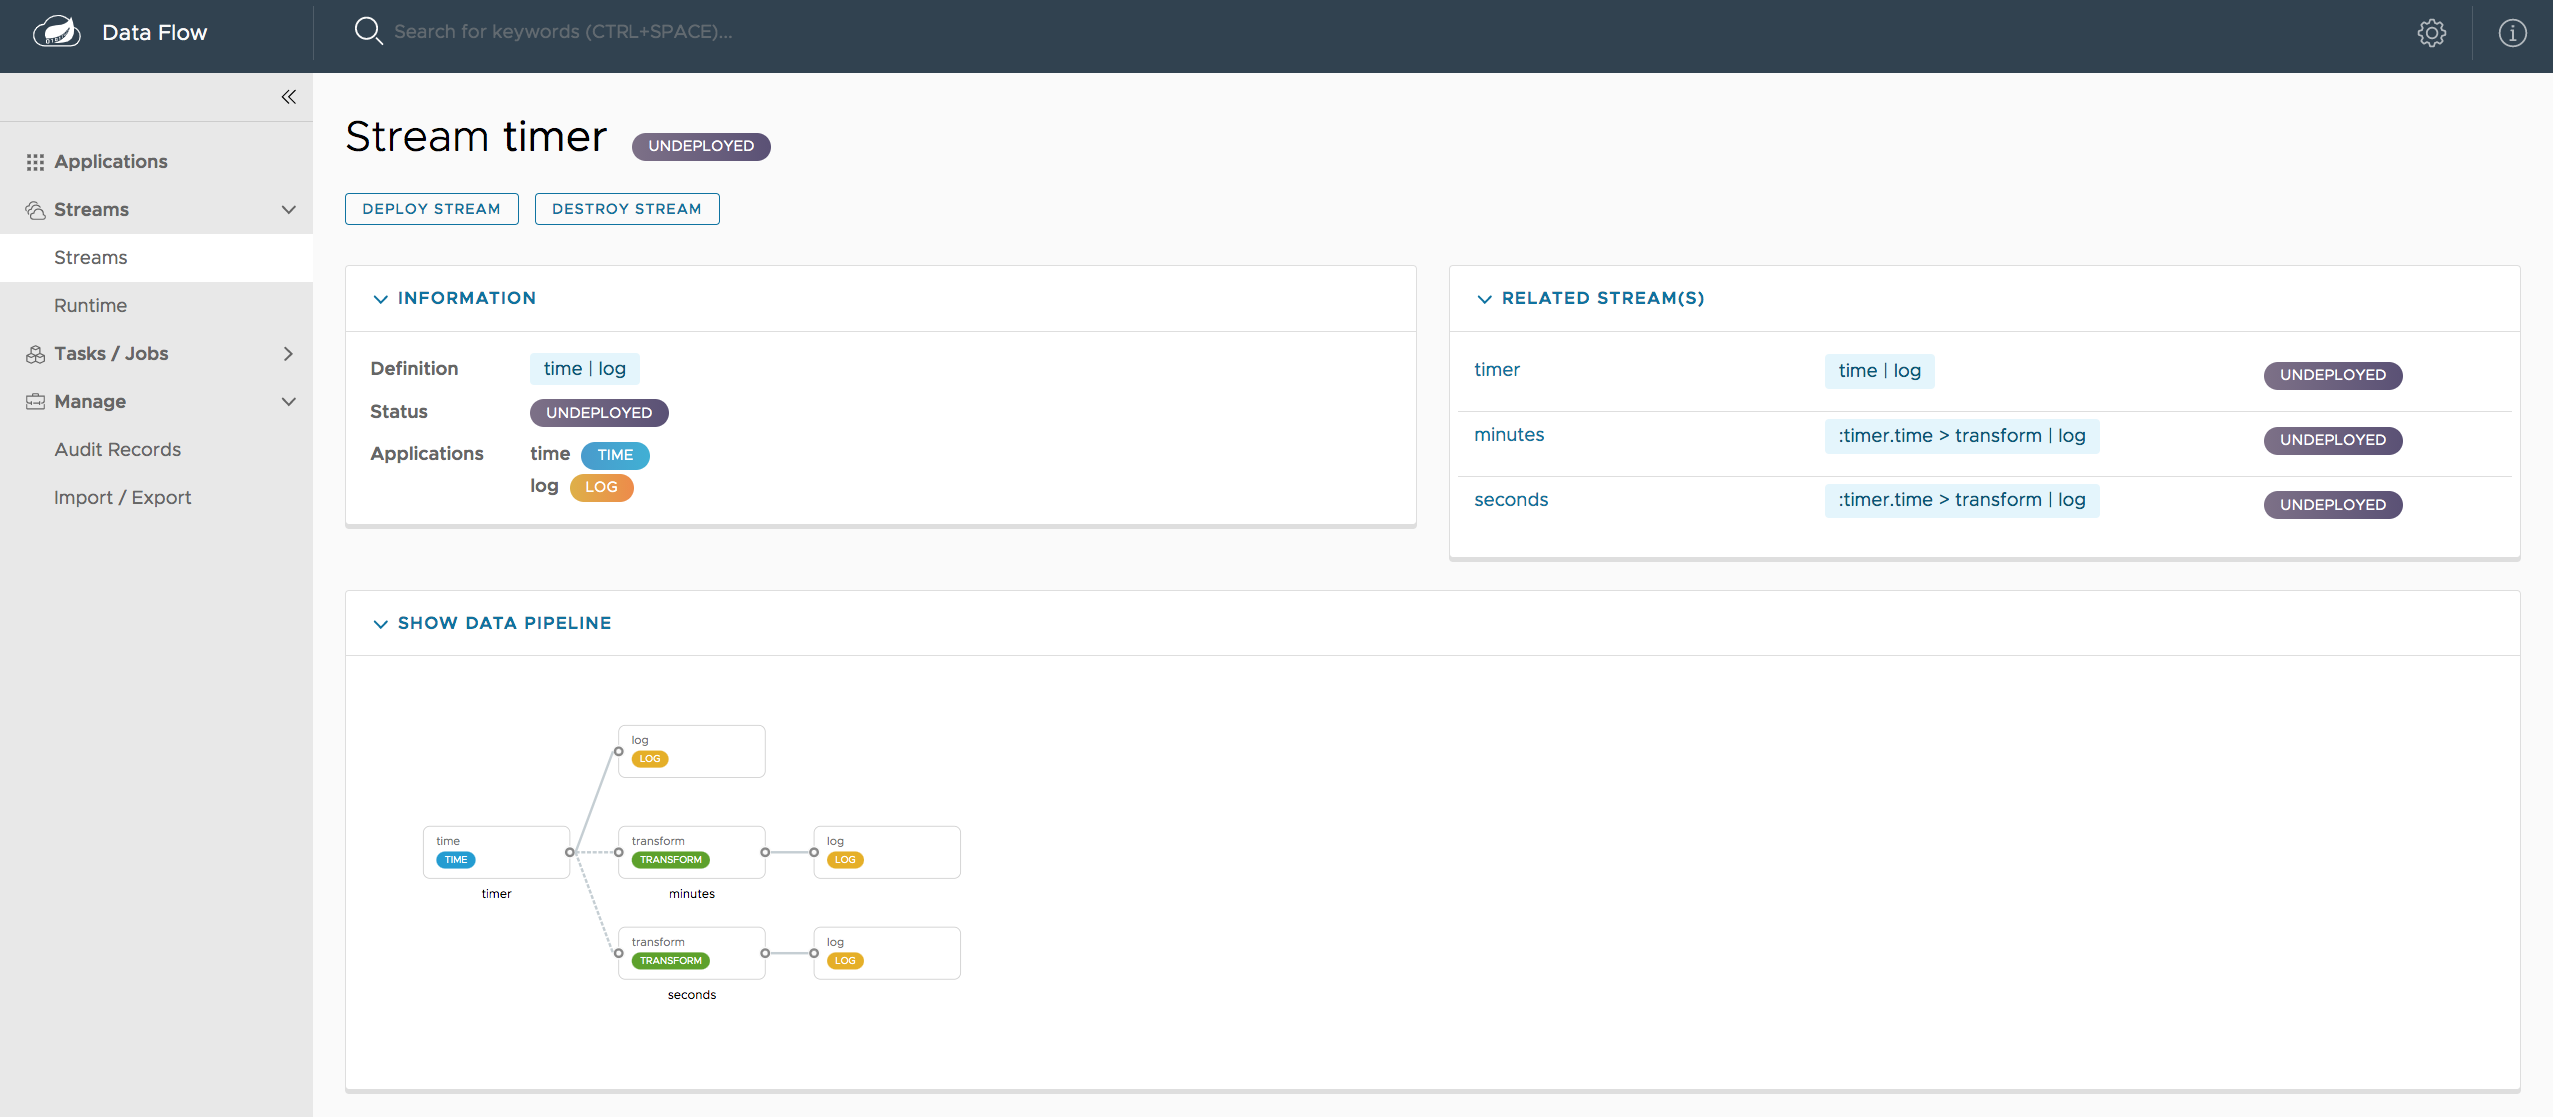 Data Flow
Search for keywords (CTRL+SPACE)...
Applications
Streams
Streams
Runtime
Tasks / Jobs
Manage
Audit Records
Import / Export
Stream timer UNDEPLOYED
DEPLOY STREAM DESTROY STREAM
INFORMATION
Definition time | log
Status UNDEPLOYED
Applications time TIME
log LOG
RELATED STREAM(S)
timer time | log UNDEPLOYED
minutes :timer.time > transform | log UNDEPLOYED
seconds :timer.time > transform | log UNDEPLOYED
SHOW DATA PIPELINE
log
LOG
time
TIME
timer
transform
TRANSFORM
minutes
log
LOG
transform
TRANSFORM
seconds
log
LOG